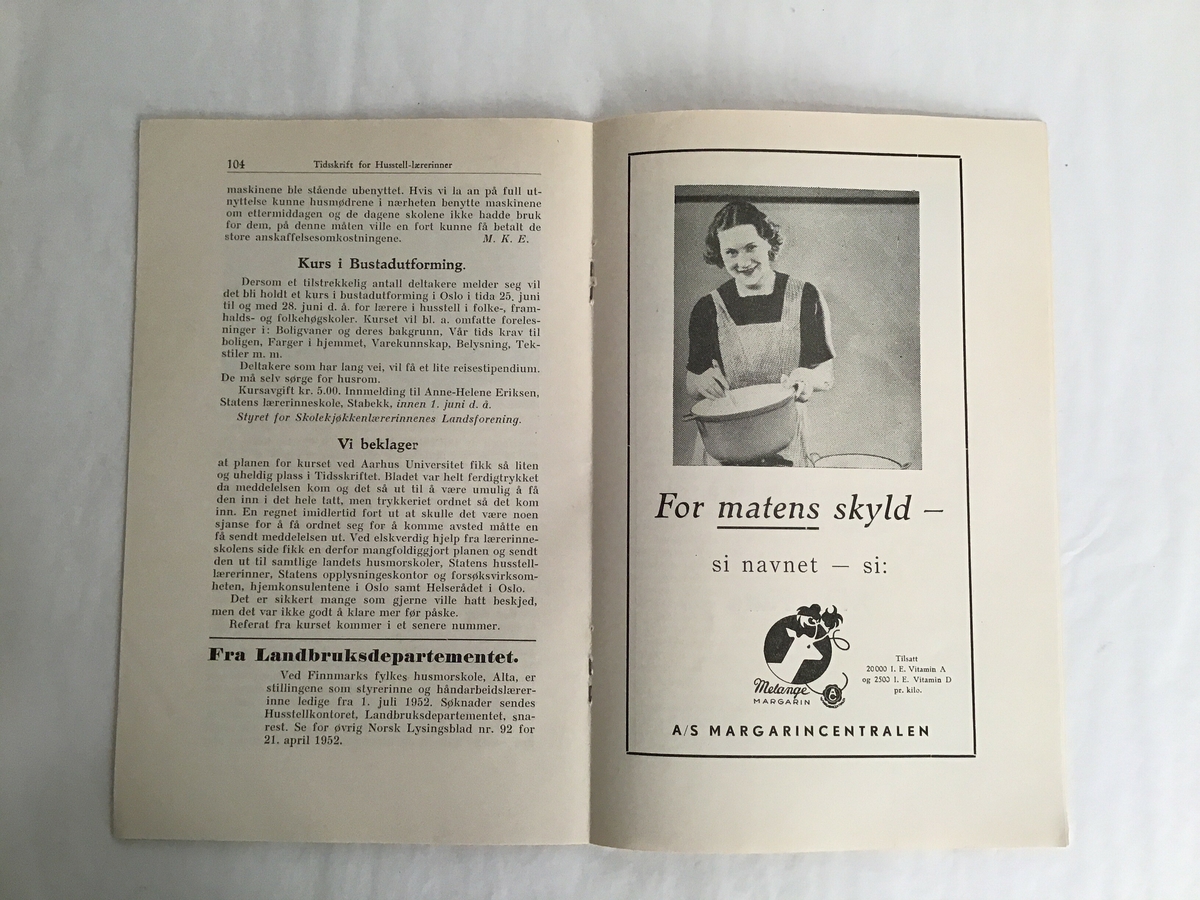 104 Tidsskrift for Husstell-lærerinner
maskinene ble stående ubenyttet. Hvis vi la an på full ut-
nyttelse kunne husmødrene i nærheten benytte maskinene
om ettermiddagen og de dagene skolene ikke hadde bruk
for dem, på denne måten ville en fort kunne få betalt de
store anskaffelsesomkostningene. M. K. E.
Kurs i Bustadutforming.
Dersom et tilstrekkelig antall deltakere melder seg vil
det bli holdt et kurs i bustadutforming i Oslo i tida 25. juni
til og med 28. juni d. å. for lærere i husstell i folke-, fram-
halds- og folkehøgskoler. Kurset vil bl. a. omfatte foreles-
ninger i: Boligvaner og deres bakgrunn, Vår tids krav til
boligen, Farger i hjemmet, Varekunnskap, Belysning, Tek-
stiler m. m.
Deltakere som har lang vei, vil få et lite reisestipendium.
De må selv sørge for husrom.
Kursavgift kr. 5.00. Innmelding til Anne-Helene Eriksen,
Statens lærerinneskole, Stabekk, innen 1. juni d. å.
Styret for Skolekjøkkenlærerinnenes Landsforening.
Vi beklager
at planen for kurset ved Aarhus Universitet fikk så liten
og uheldig plass i Tidsskriftet. Bladet var helt ferdigtrykket
da meddelelsen kom og det så ut til å være umulig å få
den inn i det hele tatt, men trykkeriet ordnet så det kom
inn. En regnet imidlertid fort ut at skulle det være noen
sjanse for å få ordnet seg for å komme avsted måtte en
få sendt meddelelsen ut. Ved elskverdig hjelp fra lærerinne-
skolens side fikk en derfor mangfoldiggjort planen og sendt
den ut til samtlige landets husmorskoler, Statens husstell-
lærerinner, Statens opplysningeskontor og forsøksvirksom-
heten, hjemkonsulentene i Oslo samt Helserådet i Oslo.
Det er sikkert mange som gjerne ville hatt beskjed,
men det var ikke godt å klare mer før påske.
Referat fra kurset kommer i et senere nummer.
Fra Landbruksdepartementet.
Ved Finnmarks fylkes husmorskole, Alta, er
stillingene som styrerinne og håndarbeidslærer-
inne ledige fra 1. juli 1952. Søknader sendes
Husstellkontoret, Landbruksdepartementet, sna-
rest. Se for øvrig Norsk Lysingsblad nr. 92 for
21. april 1952.
For matens skyld —
si navnet — si:
Melange
MARGARIN
Tilsatt
20000 I. E. Vitamin A
og 2500 I. E. Vitamin D
pr. kilo.
A/S MARGARINCENTRALEN